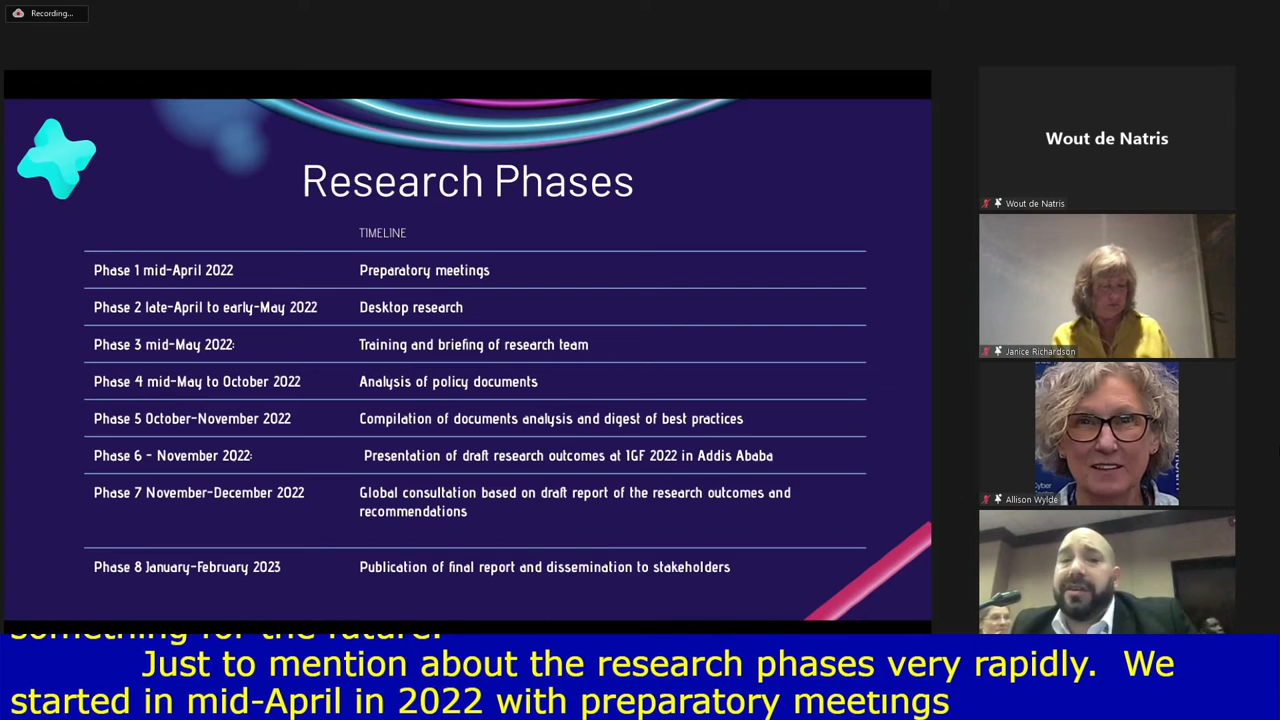 Recording...
Research Phases
TIMELINE
Phase 1 mid-April 2022 Preparatory meetings
Phase 2 late-April to early-May 2022 Desktop research
Phase 3 mid-May 2022: Training and briefing of research team
Phase 4 mid-May to October 2022 Analysis of policy documents
Phase 5 October-November 2022 Compilation of documents analysis and digest of best practices
Phase 6 - November 2022: Presentation of draft research outcomes at IGF 2022 in Addis Ababa
Phase 7 November-December 2022 Global consultation based on draft report of the research outcomes and
recommendations
Phase 8 January-February 2023 Publication of final report and dissemination to stakeholders
Wout de Natris
Wout de Natris
Janice Richardson
Cyber
Allison Wylde
something for the future.
Just to mention about the research phases very rapidly. We
started in mid-April in 2022 with preparatory meetings